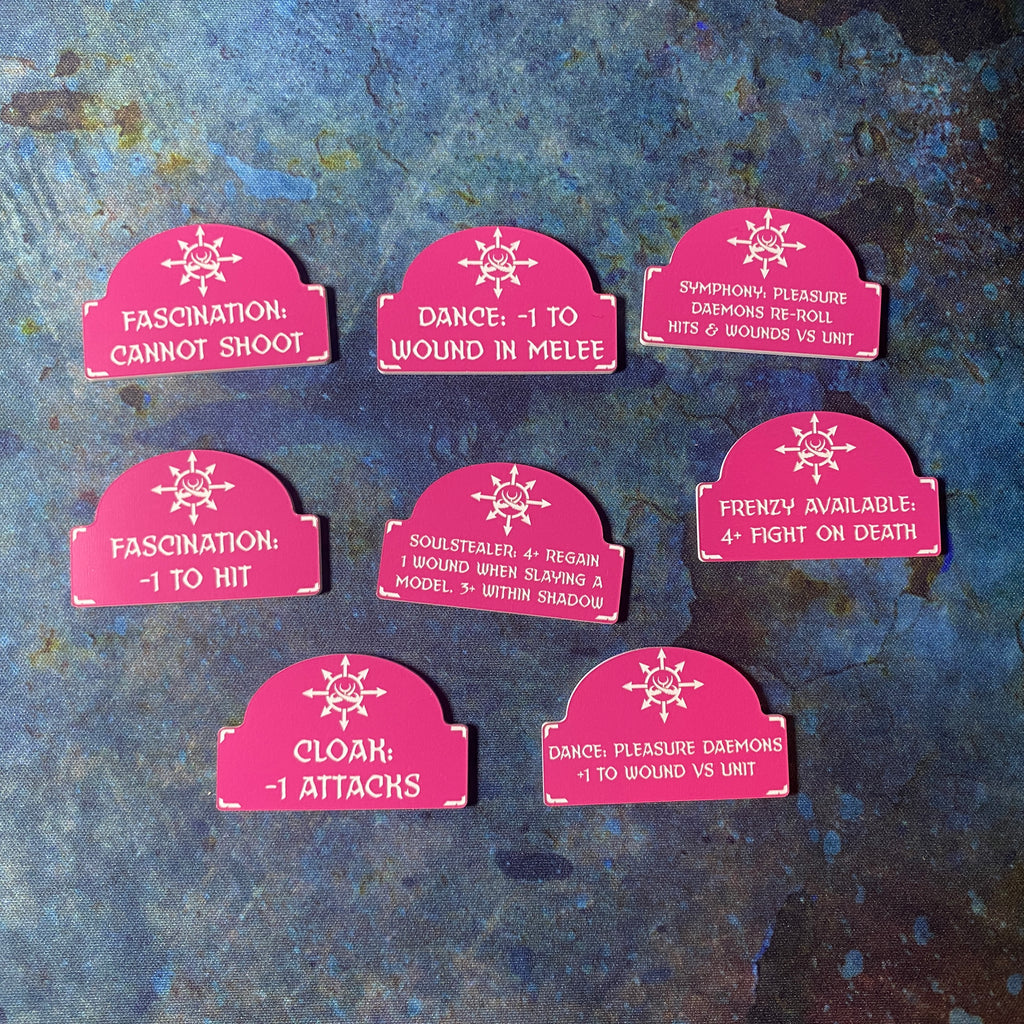 FASCINATION:
CANNOT SHOOT
DANCE: -1 TO
WOUND IN MELEE
SYMPHONY: PLEASURE
DAEMONS RE-ROLL
HITS & WOUNDS VS UNIT
FASCINATION:
-1 TO HIT
SOULSTEALER: 4+ REGAIN
1 WOUND WHEN SLAYING A
MODEL. 3+ WITHIN SHADOW
FRENZY AVAILABLE:
4+ FIGHT ON DEATH
CLOAK:
-1 ATTACKS
DANCE: PLEASURE DAEMONS
+1 TO WOUND VS UNIT